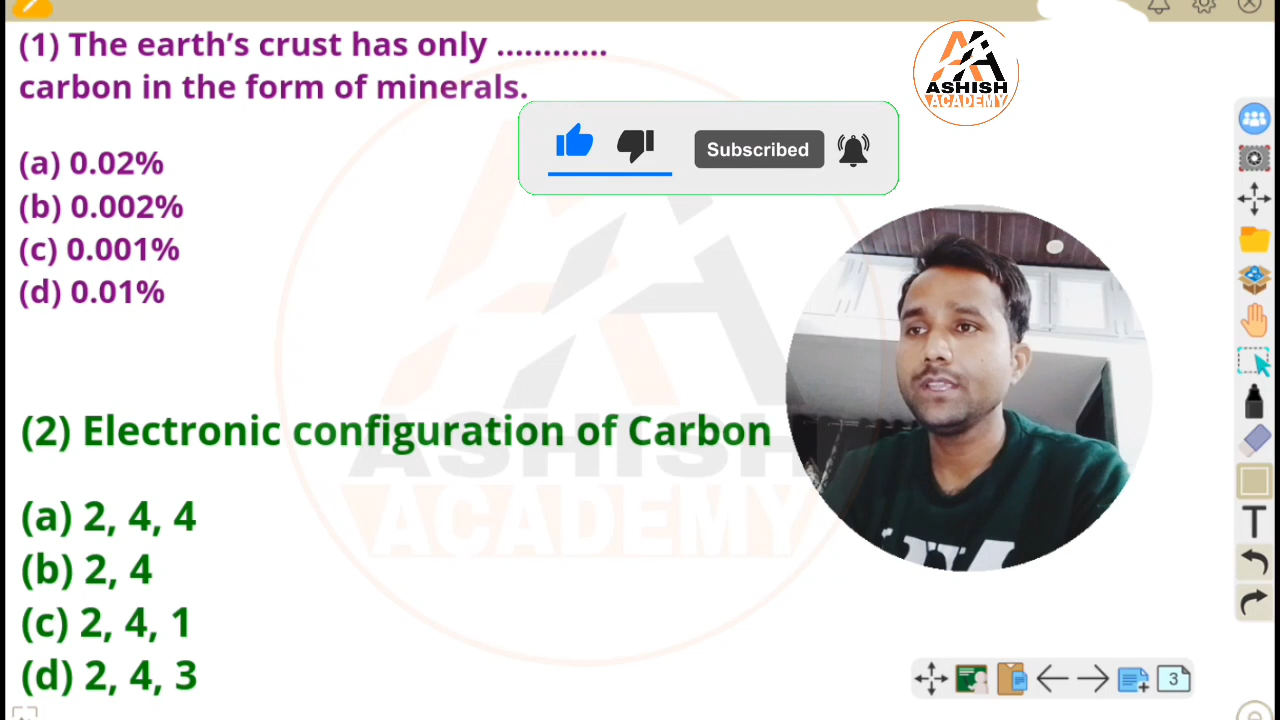 (1) The earth's crust has only ............
carbon in the form of minerals.
ASHISH
ACADEMY
Subscribed
(a) 0.02%
(b) 0.002%
(c) 0.001%
(d) 0.01%
(2) Electronic configuration of Carbon
ASHISH
ACADEMY
(a) 2, 4, 4
(b) 2, 4
(c) 2, 4, 1
(d) 2, 4, 3
T
3